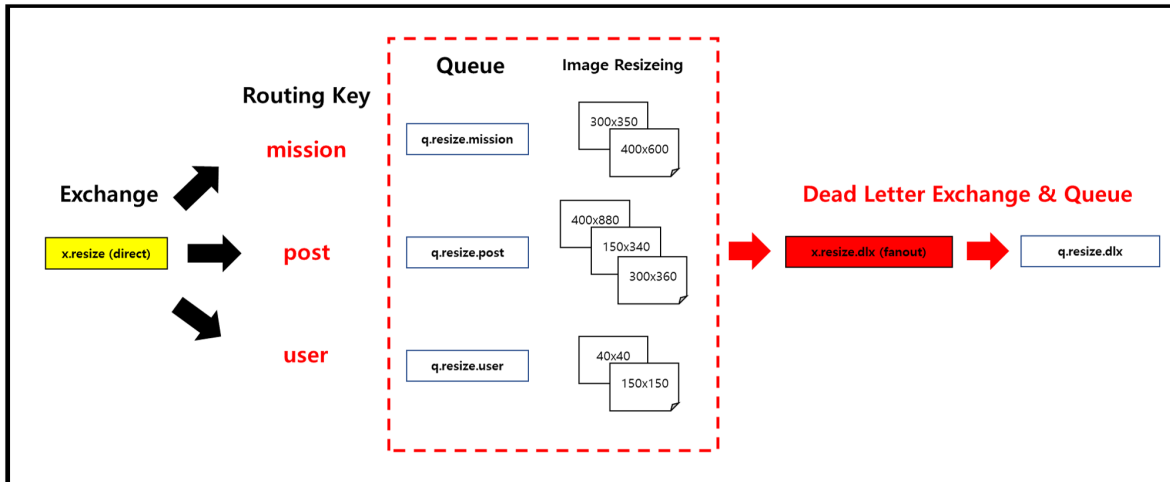 Exchange
x.resize (direct)
Routing Key
mission
post
user
Queue
q.resize.mission
q.resize.post
q.resize.user
Image Resizeing
300x350
400x600
400x880
150x340
300x360
40x40
150x150
Dead Letter Exchange & Queue
x.resize.dlx (fanout)
q.resize.dlx